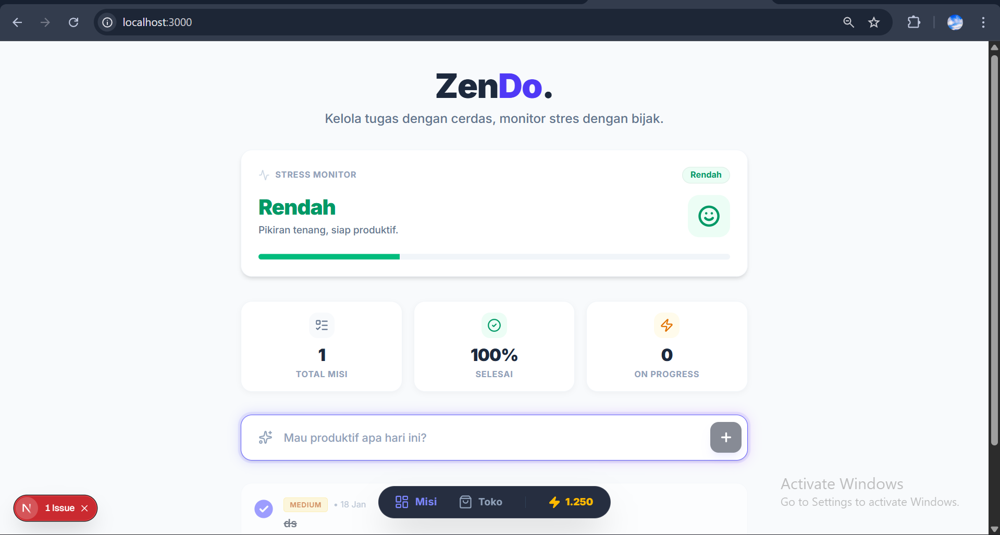 localhost:3000
ZenDo.
Kelola tugas dengan cerdas, monitor stres dengan bijak.
STRESS MONITOR
Rendah
Rendah
Pikiran tenang, siap produktif.
1
TOTAL MISI
100%
SELESAI
0
ON PROGRESS
Mau produktif apa hari ini?
MEDIUM • 18 Jan
ds
Misi
Toko
1.250
N 1 Issue
Activate Windows
Go to Settings to activate Windows.